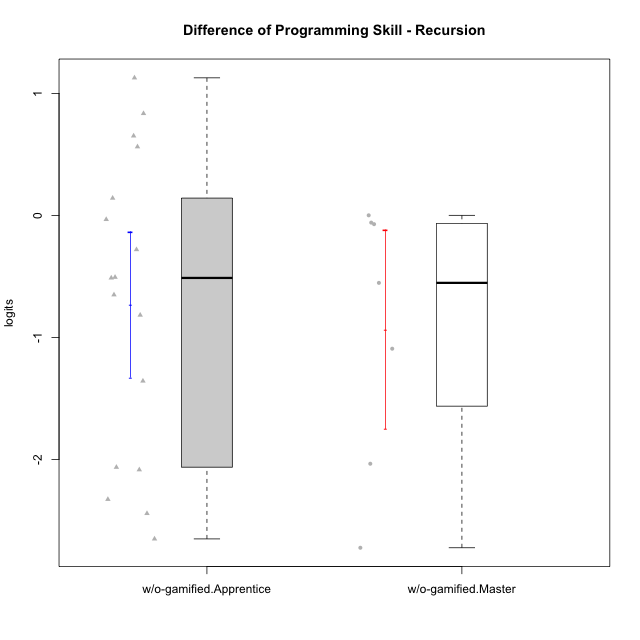 Difference of Programming Skill - Recursion
logits
1
0
-1
-2
w/o-gamified.Apprentice
w/o-gamified.Master